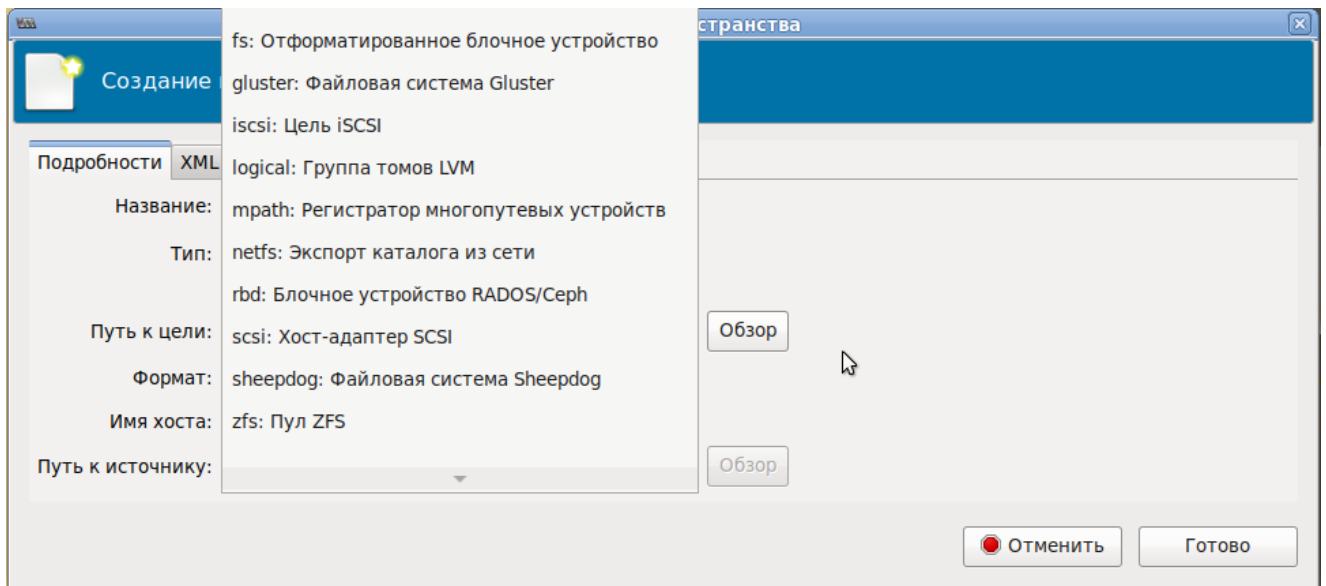 странства
Создание
Подробности
XML
Название:
Тип:
Путь к цели:
Формат:
Имя хоста:
Путь к источнику:
fs: Отформатированное блочное устройство
gluster: Файловая система Gluster
iscsi: Цель iSCSI
logical: Группа томов LVM
mpath: Регистратор многопутевых устройств
netfs: Экспорт каталога из сети
rbd: Блочное устройство RADOS/Ceph
scsi: Хост-адаптер SCSI
sheepdog: Файловая система Sheepdog
zfs: Пул ZFS
Обзор
Обзор
Отменить
Готово